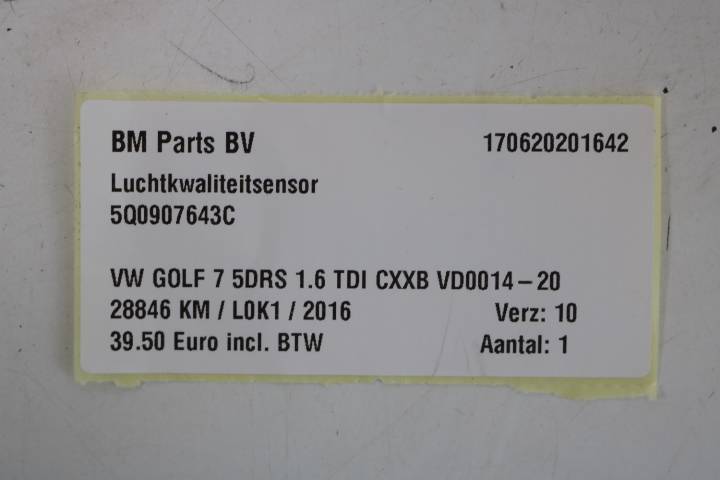 BM Parts BV 170620201642
Luchtkwaliteitsensor
5Q0907643C
VW GOLF 7 5DRS 1.6 TDI CXXB VD0014-20
28846 KM / L0K1 / 2016 Verz: 10
39.50 Euro incl. BTW Aantal: 1